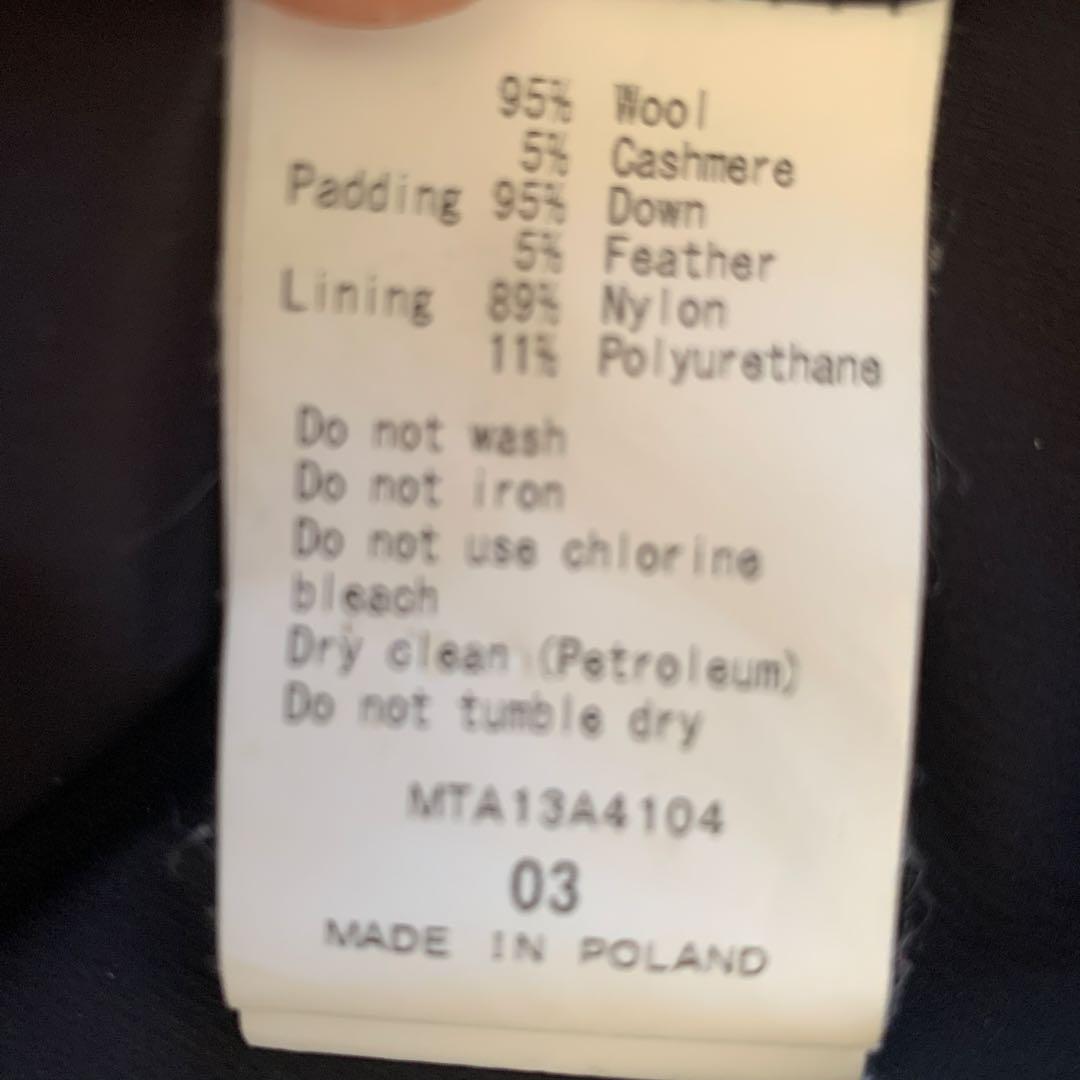 95% Wool
5% Cashmere
Padding 95% Down
5% Feather
Lining 89% Nylon
11% Polyurethane
Do not wash
Do not iron
Do not use chlorine
bleach
Dry clean (Petroleum)
Do not tumble dry
MTA13A4104
03
MADE IN POLAND